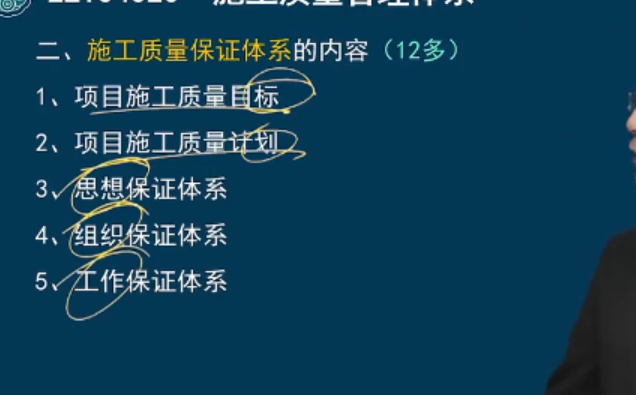 施工质量管理体系
二、施工质量保证体系的内容（12多）
1、项目施工质量目标
2、项目施工质量计划
3、思想保证体系
4、组织保证体系
5、工作保证体系